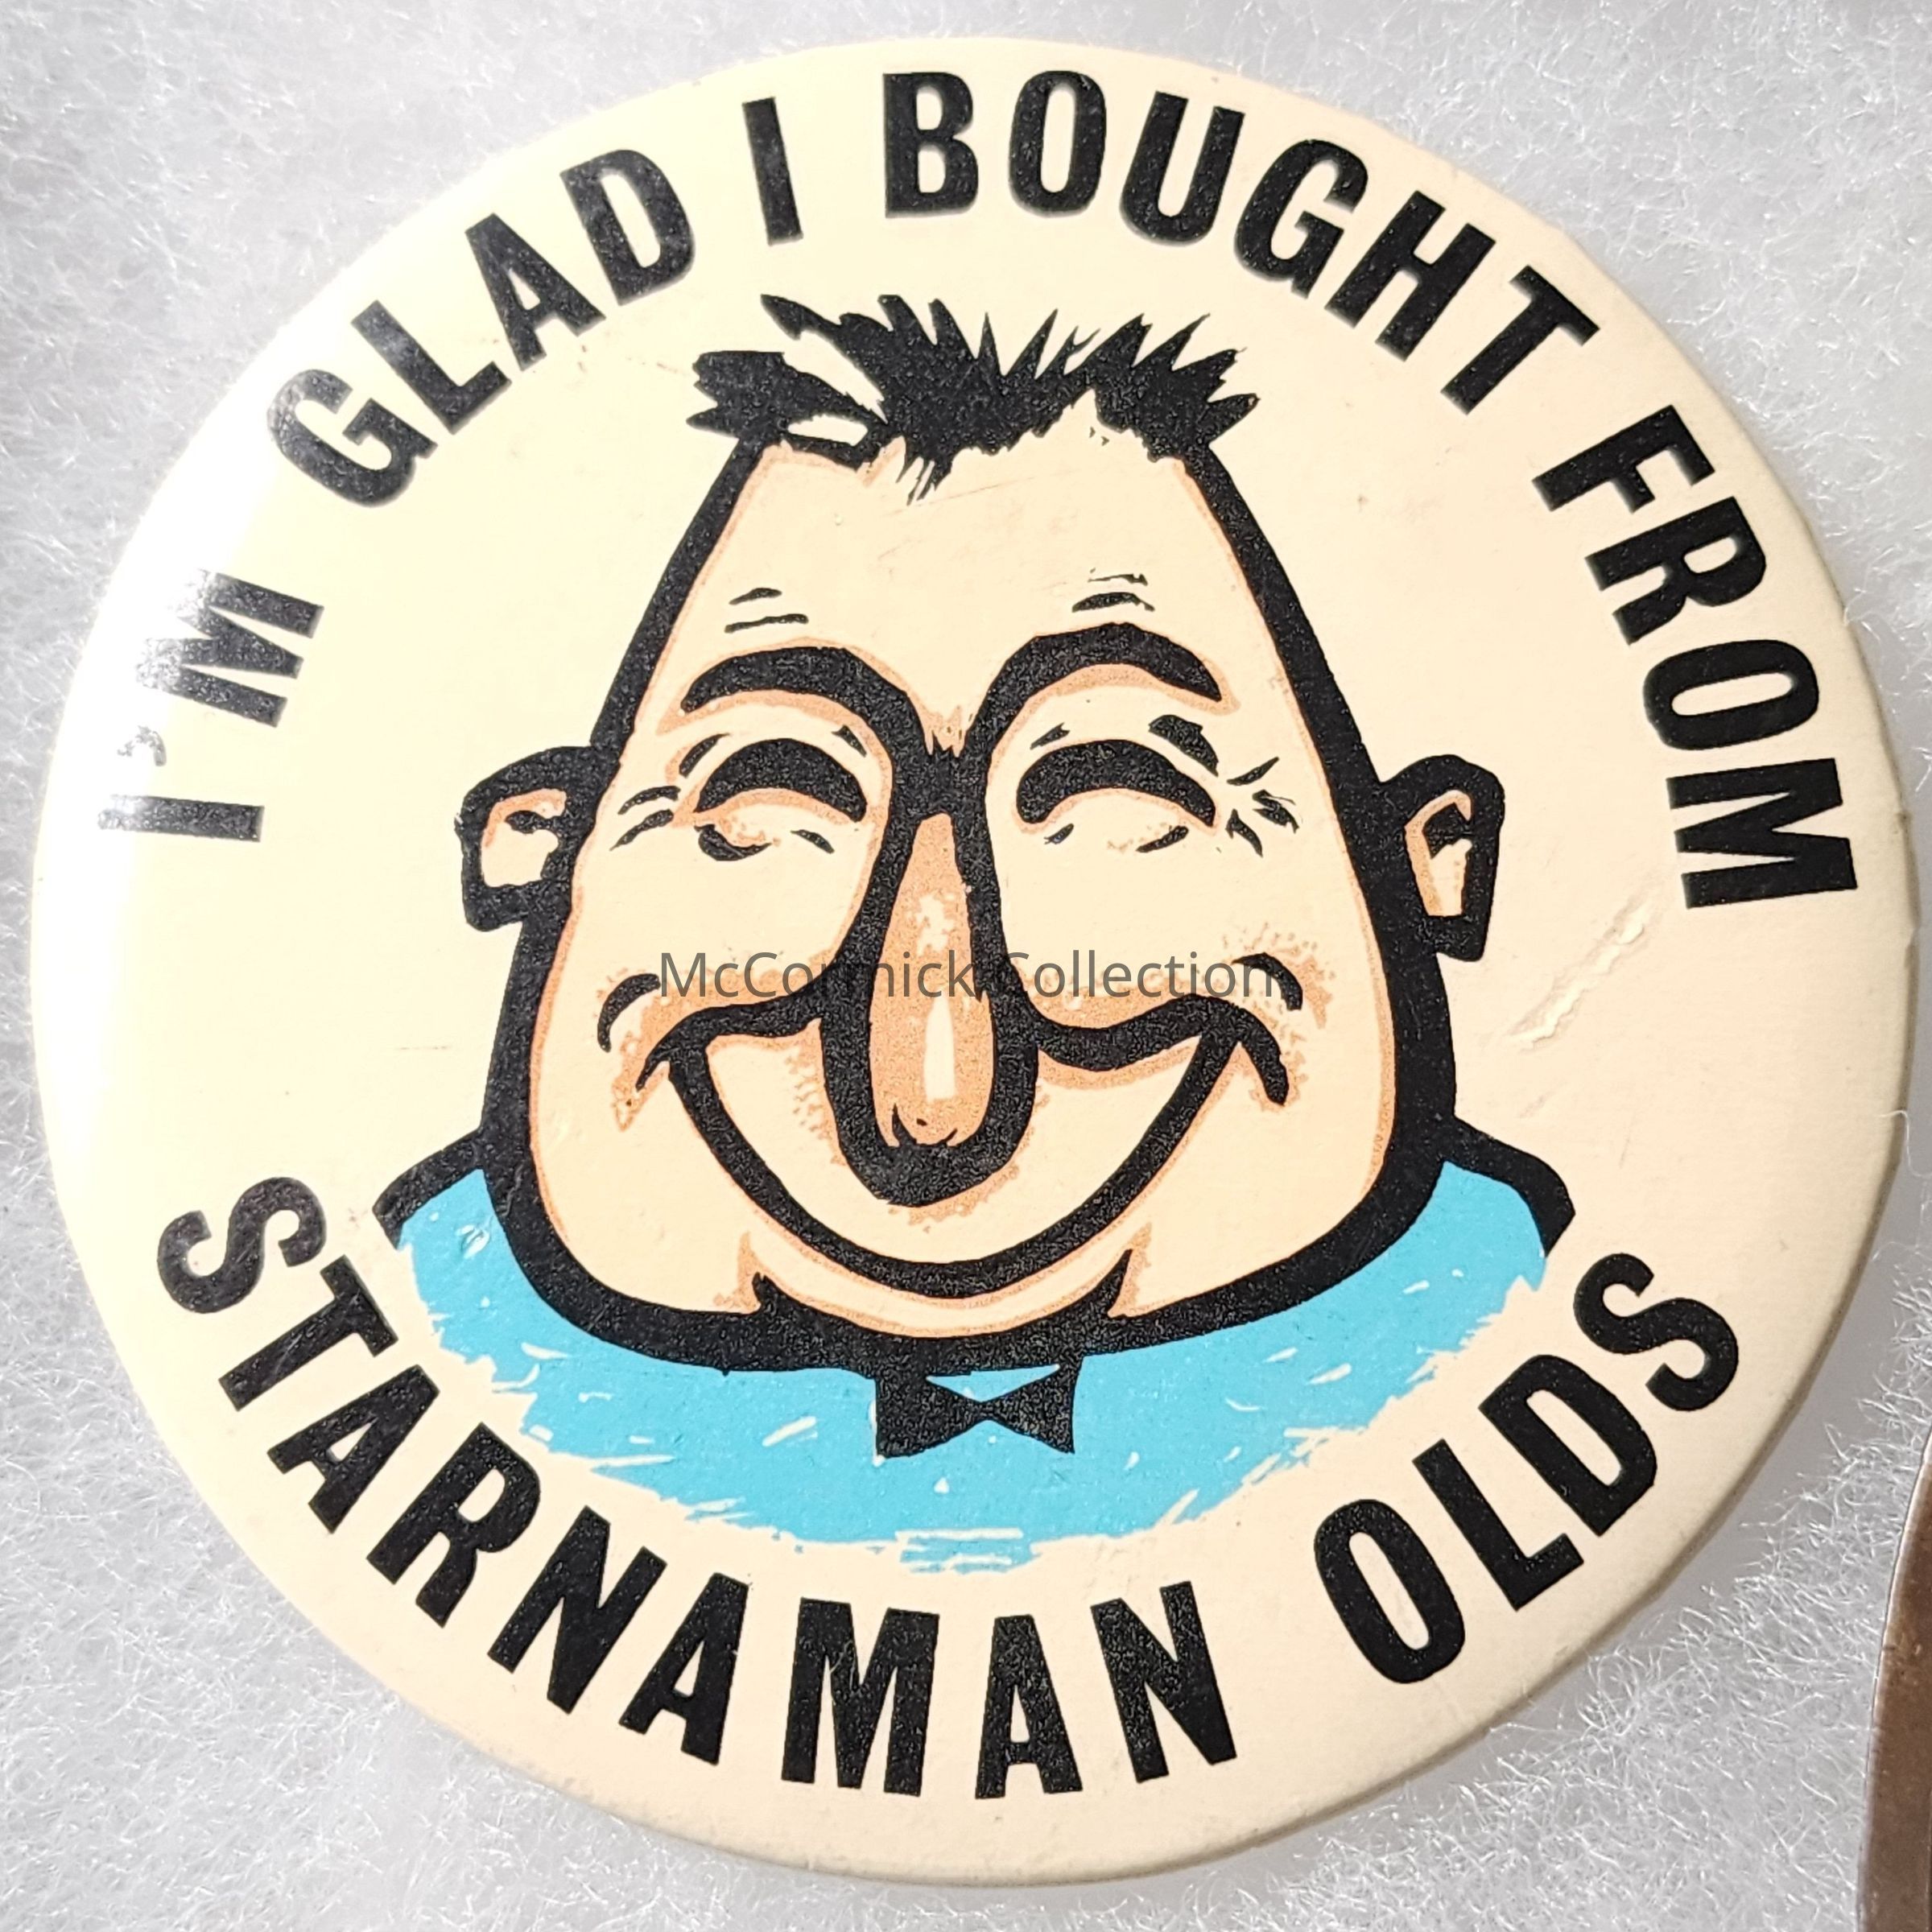 I'M GLAD I BOUGHT FROM
McCormick Collection
STARNAMAN OLDS